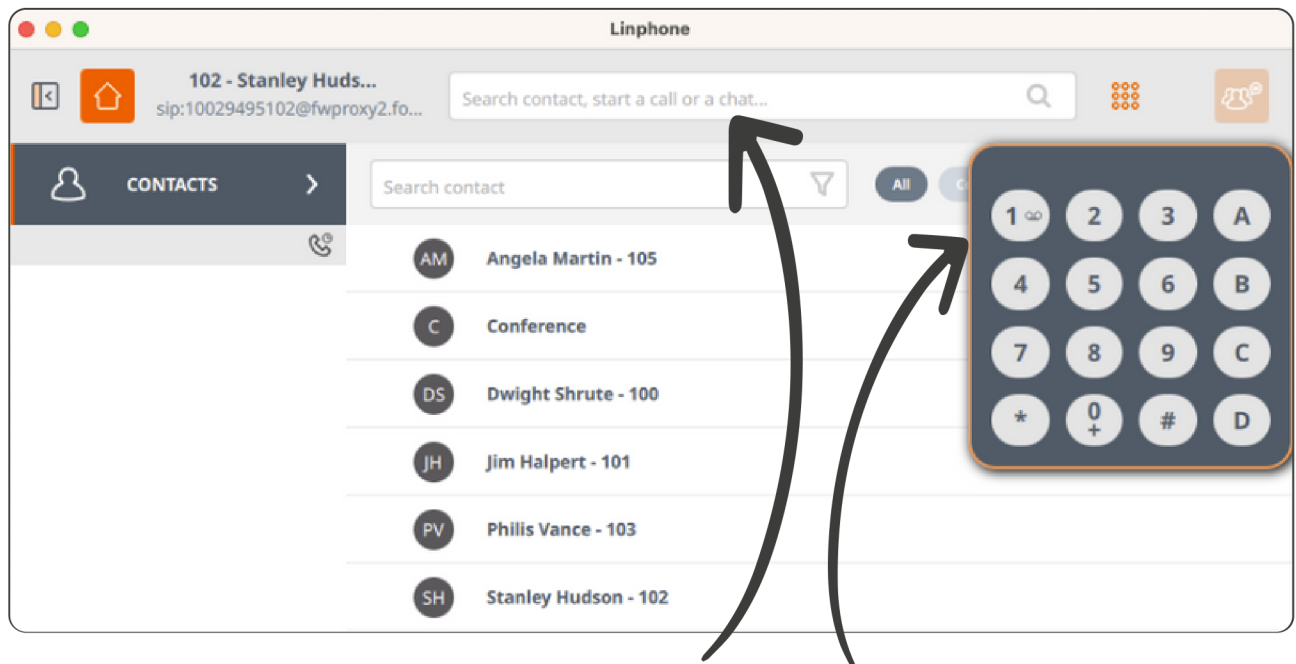 Linphone
102 - Stanley Huds...
sip:10029495102@fwproxy2.fo...
Search contact, start a call or a chat...
CONTACTS
Search contact
All
1 2 3 A
4 5 6 B
7 8 9 C
* 0 # D
+
AM Angela Martin - 105
C Conference
DS Dwight Shrute - 100
JH Jim Halpert - 101
PV Philis Vance - 103
SH Stanley Hudson - 102